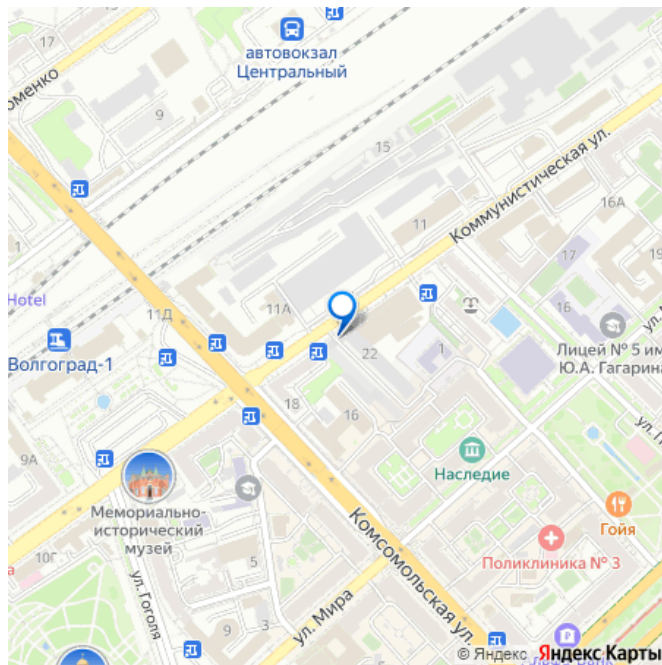 17
автовокзал
Центральный
оменко
9
15
Коммунистическая ул.
16А
11
17
19
1
Hotel
11Д
11А
16
Волгоград-1
22
1
Лицей № 5 им
Ю.А. Гагарина
18
16
9А
Наследие
Мемориально-
исторический
музей
Гойя
10Г
5
Поликлиника № 3
а
ул. Гоголя
Комсомольская ул.
ул. Мира
9
3
© Яндекс Яндекс Карты